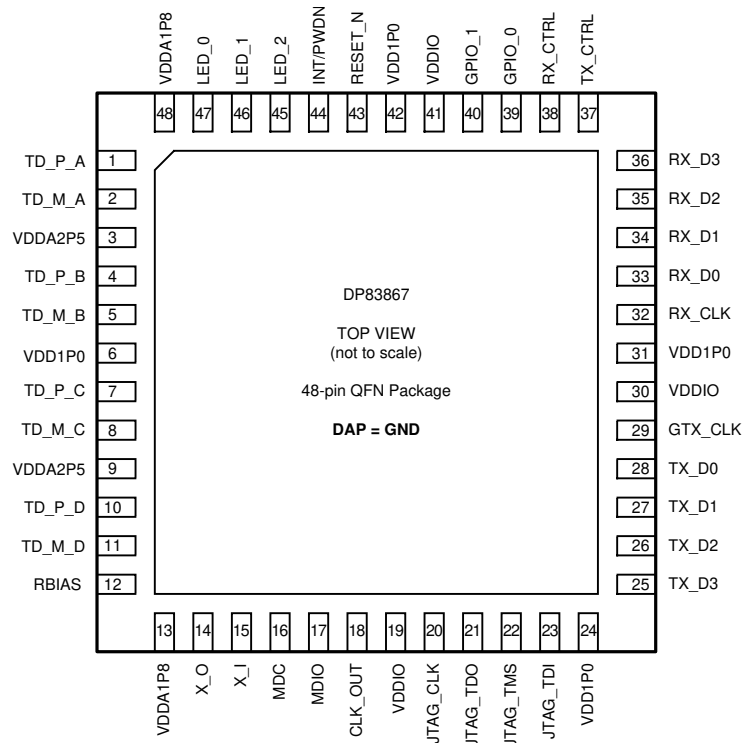 VDDA1P8
LED_0
LED_1
LED_2
INT/PWDN
RESET_N
VDD1P0
VDDIO
GPIO_1
GPIO_0
RX_CTRL
TX_CTRL
48 47 46 45 44 43 42 41 40 39 38 37
TD_P_A 1
TD_M_A 2
VDDA2P5 3
TD_P_B 4
TD_M_B 5
VDD1P0 6
TD_P_C 7
TD_M_C 8
VDDA2P5 9
TD_P_D 10
TD_M_D 11
RBIAS 12
DP83867
TOP VIEW
(not to scale)
48-pin QFN Package
DAP = GND
36 RX_D3
35 RX_D2
34 RX_D1
33 RX_D0
32 RX_CLK
31 VDD1P0
30 VDDIO
29 GTX_CLK
28 TX_D0
27 TX_D1
26 TX_D2
25 TX_D3
13 14 15 16 17 18 19 20 21 22 23 24
VDDA1P8
X_O
X_I
MDC
MDIO
CLK_OUT
VDDIO
JTAG_CLK
JTAG_TDO
JTAG_TMS
JTAG_TDI
VDD1P0